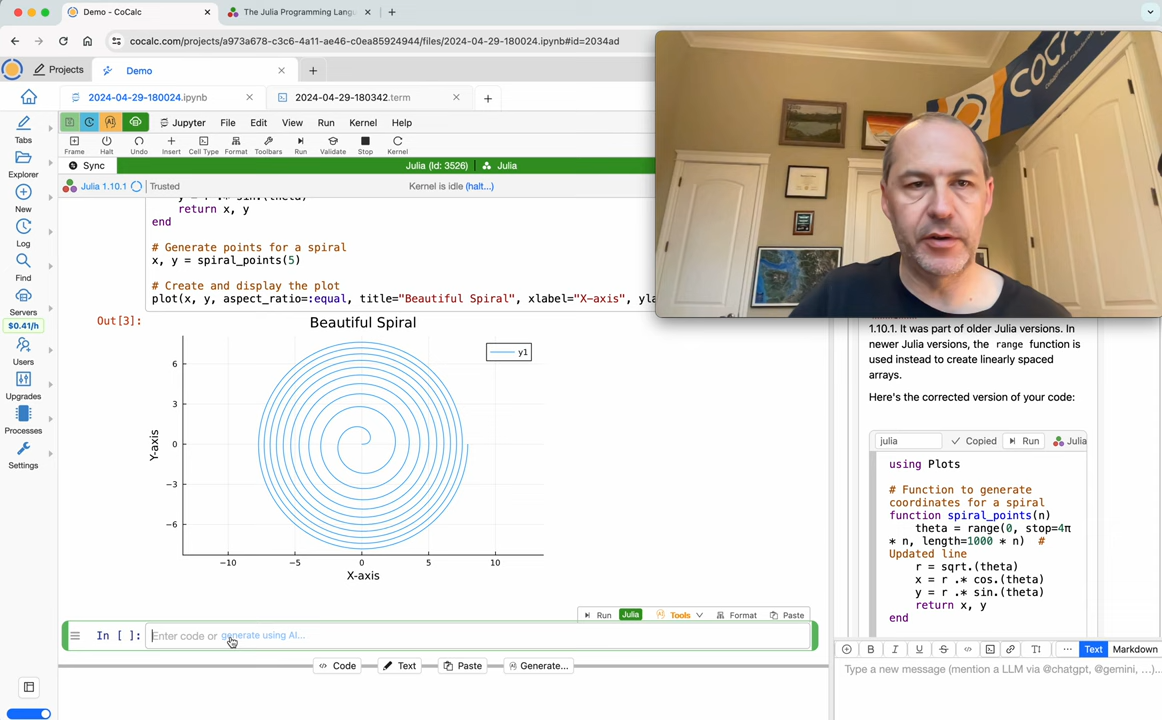 Demo - CoCalc
The Julia Programming Langu
cocalc.com/projects/a973a678-c3c6-4a11-ae46-c0ea85924944/files/2024-04-29-180024.ipynb#id=2034ad
Projects
Demo
2024-04-29-180024.ipynb
2024-04-29-180342.term
Jupyter File Edit View Run Kernel Help
Frame Halt Undo Insert Cell Type Format Toolbars Run Validate Stop Kernel
Sync
Julia (Id: 3526) Julia
Julia 1.10.1
Trusted
Kernel is idle (halt...)
Tabs
Explorer
New
Log
Find
Servers
$0.41/h
Users
Upgrades
Processes
Settings
return x, y
end
# Generate points for a spiral
x, y = spiral_points(5)
# Create and display the plot
plot(x, y, aspect_ratio=:equal, title="Beautiful Spiral", xlabel="X-axis", yla
Out[3]:
Beautiful Spiral
y1
6
3
0
−3
−6
Y-axis
−10 −5 0 5 10
X-axis
Run Julia Tools Format Paste
In [ ]: Enter code or generate using AI...
Code Text Paste Generate...
COCALC
1.10.1. It was part of older Julia versions. In
newer Julia versions, the range function is
used instead to create linearly spaced
arrays.
Here's the corrected version of your code:
julia Copied Run Julia
using Plots
# Function to generate
coordinates for a spiral
function spiral_points(n)
theta = range(0, stop=4π
* n, length=1000 * n) #
Updated line
r = sqrt.(theta)
x = r .* cos.(theta)
y = r .* sin.(theta)
return x, y
end
B I U S Text Markdown
Type a new message (mention a LLM via @chatgpt, @gemini, …)...